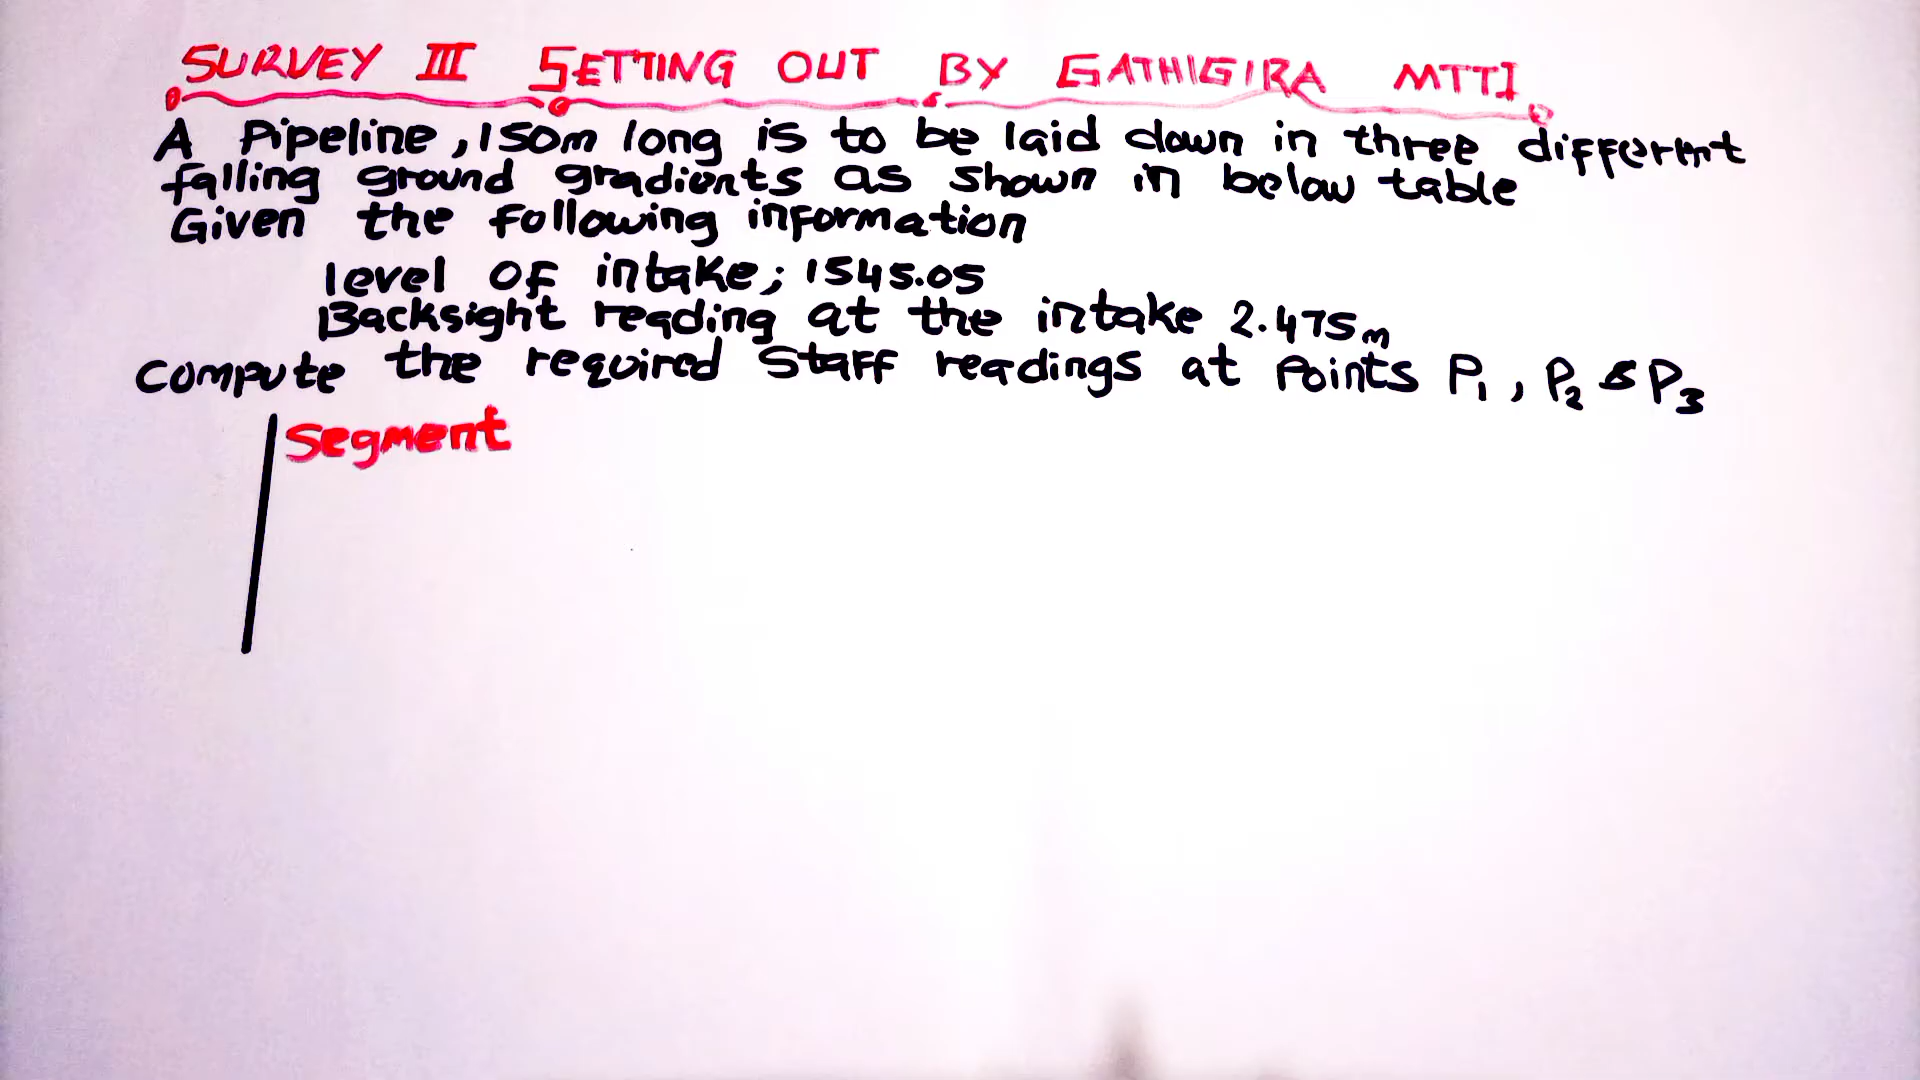 SURVEY III SETTING OUT BY GATHIGIRA MTTI
A Pipeline, 150m long is to be laid down in three different
falling ground gradients as shown in below table
Given the following information
level of intake; 1545.05
Backsight reading at the intake 2.475m
Compute the required Staff readings at Points P₁, P₂ & P₃
Segment